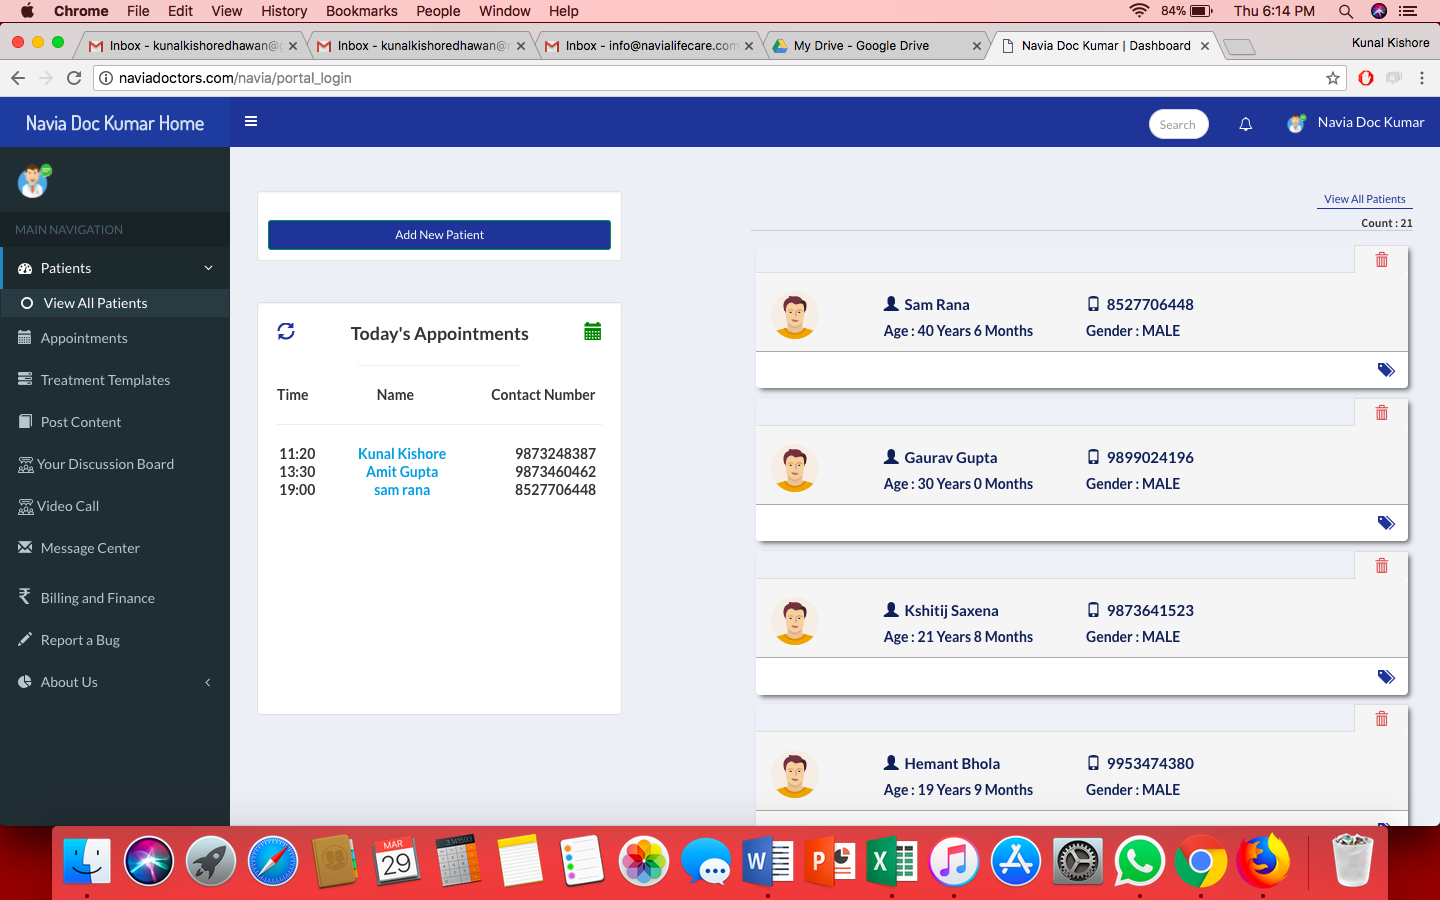 Chrome File Edit View History Bookmarks People Window Help 84% Thu 6:14 PM
Inbox - kunalkishoredhawan@ Inbox - kunalkishoredhawan@ Inbox - info@navialifecare.com My Drive - Google Drive Navia Doc Kumar | Dashboard Kunal Kishore
naviadoctors.com/navia/portal_login
Navia Doc Kumar Home Search Navia Doc Kumar
MAIN NAVIGATION
Patients
View All Patients
Appointments
Treatment Templates
Post Content
Your Discussion Board
Video Call
Message Center
Billing and Finance
Report a Bug
About Us
Add New Patient
Today's Appointments
Time Name Contact Number
11:20 Kunal Kishore 9873248387
13:30 Amit Gupta 9873460462
19:00 sam rana 8527706448
View All Patients
Count : 21
Sam Rana 8527706448
Age : 40 Years 6 Months Gender : MALE
Gaurav Gupta 9899024196
Age : 30 Years 0 Months Gender : MALE
Kshitij Saxena 9873641523
Age : 21 Years 8 Months Gender : MALE
Hemant Bhola 9953474380
Age : 19 Years 9 Months Gender : MALE
MAR
29
W P X